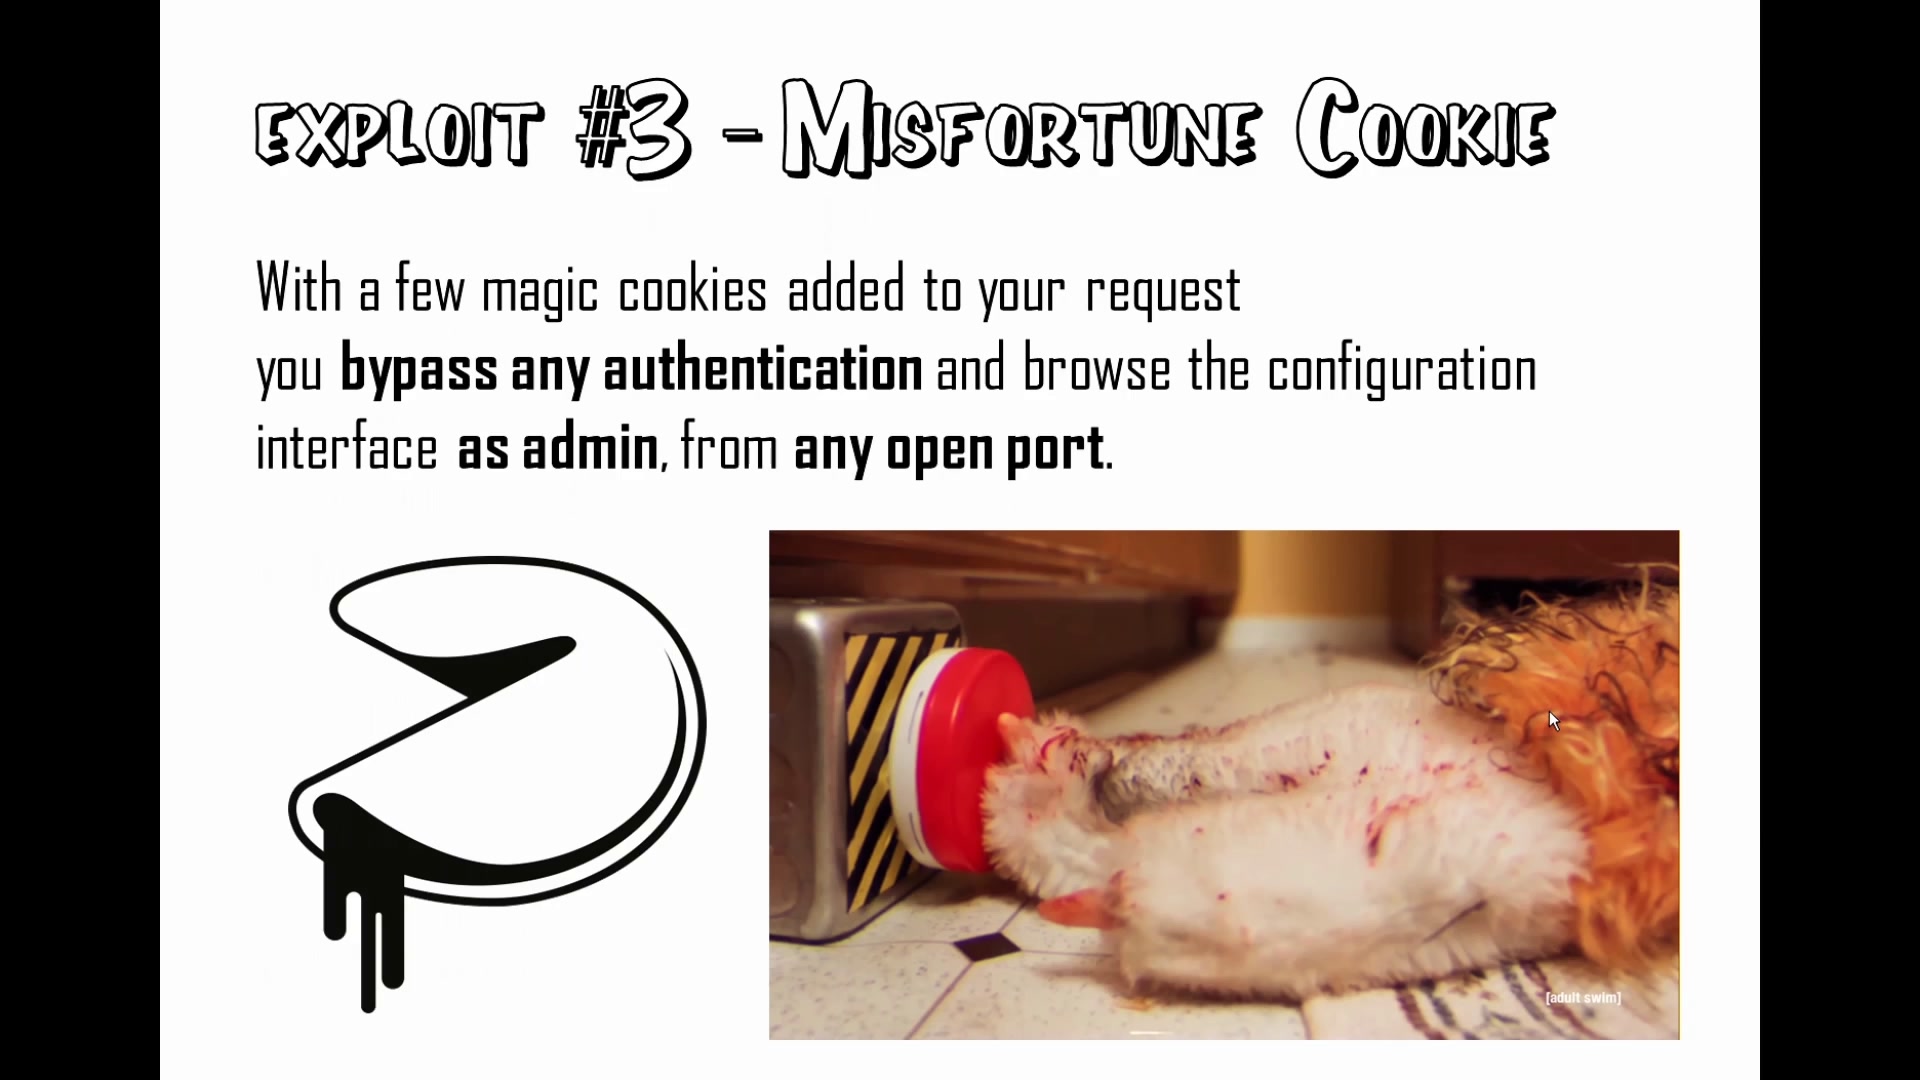 EXPLOIT #3 - MISFORTUNE COOKIE
With a few magic cookies added to your request
you bypass any authentication and browse the configuration
interface as admin, from any open port.
[adult swim]